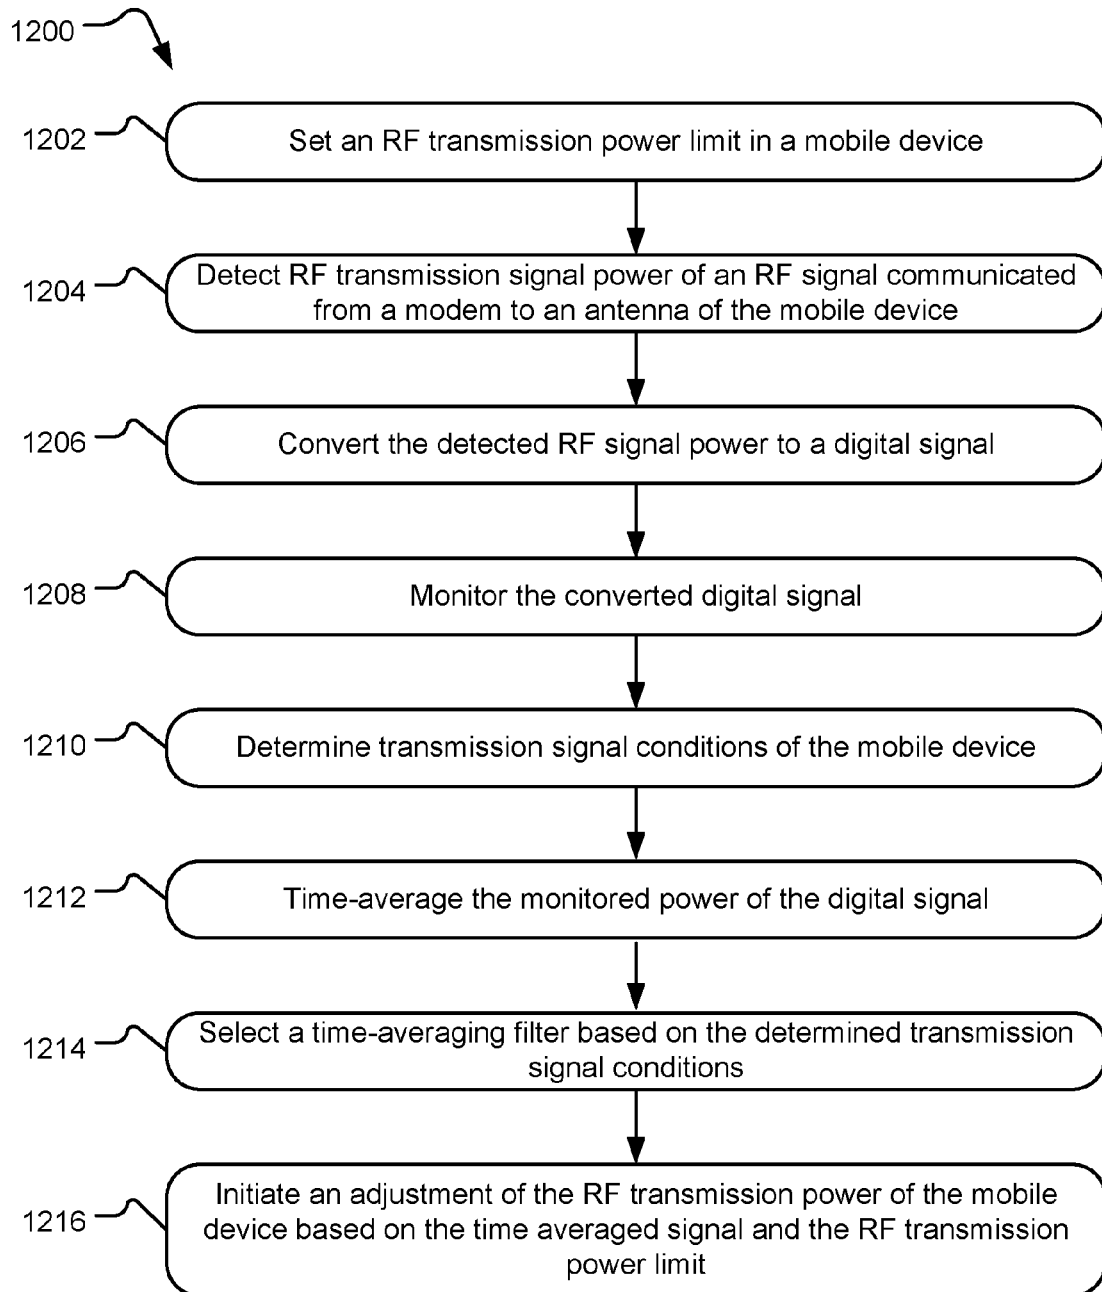 1200
1202
Set an RF transmission power limit in a mobile device
1204
Detect RF transmission signal power of an RF signal communicated
from a modem to an antenna of the mobile device
1206
Convert the detected RF signal power to a digital signal
1208
Monitor the converted digital signal
1210
Determine transmission signal conditions of the mobile device
1212
Time-average the monitored power of the digital signal
1214
Select a time-averaging filter based on the determined transmission
signal conditions
1216
Initiate an adjustment of the RF transmission power of the mobile
device based on the time averaged signal and the RF transmission
power limit